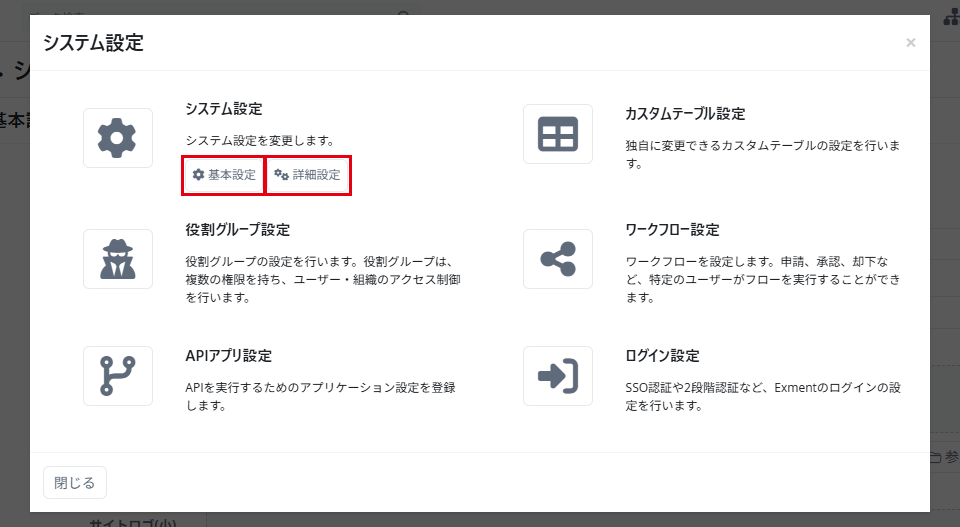 システム設定
×
システム設定
システム設定を変更します。
基本設定
詳細設定
カスタムテーブル設定
独自に変更できるカスタムテーブルの設定を行いま
す。
役割グループ設定
役割グループの設定を行います。役割グループは、
複数の権限を持ち、ユーザー・組織のアクセス制御
を行います。
ワークフロー設定
ワークフローを設定します。申請、承認、却下な
ど、特定のユーザーがフローを実行することができ
ます。
APIアプリ設定
APIを実行するためのアプリケーション設定を登録
します。
ログイン設定
SSO認証や2段階認証など、Exmentのログインの設
定を行います。
閉じる
サイトロゴ(小)